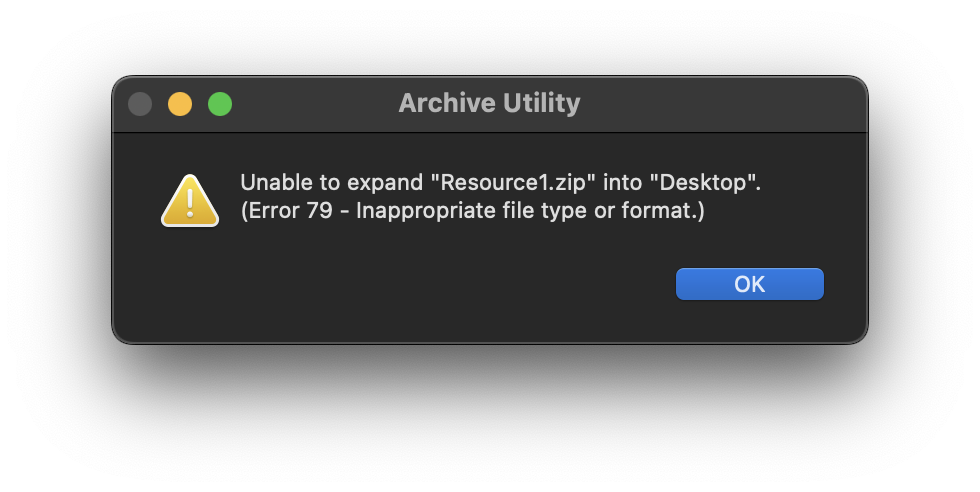 Archive Utility
Unable to expand "Resource1.zip" into "Desktop".
(Error 79 - Inappropriate file type or format.)
OK